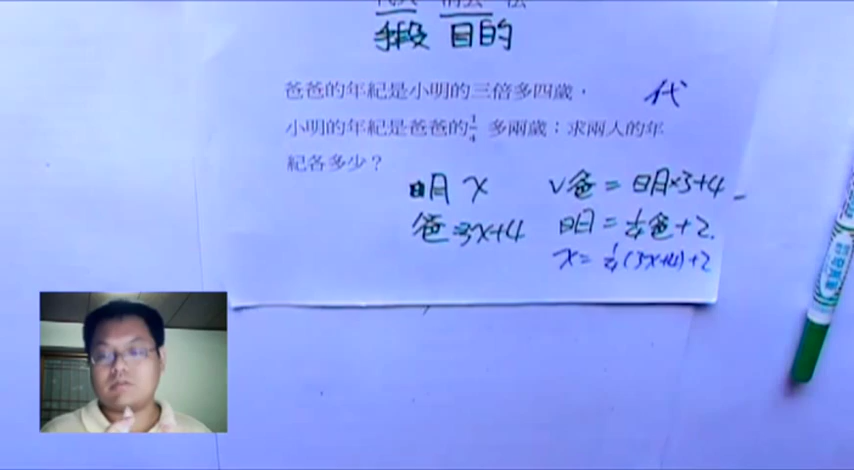 手段 目的
爸爸的年紀是小明的三倍多四歲， 代
小明的年紀是爸爸的1/4 多兩歲：求兩人的年
紀各多少？
明 x v爸 = 明×3+4
爸 3x+4 明 = 1/4爸+2.
x = 1/4(3x+4)+2